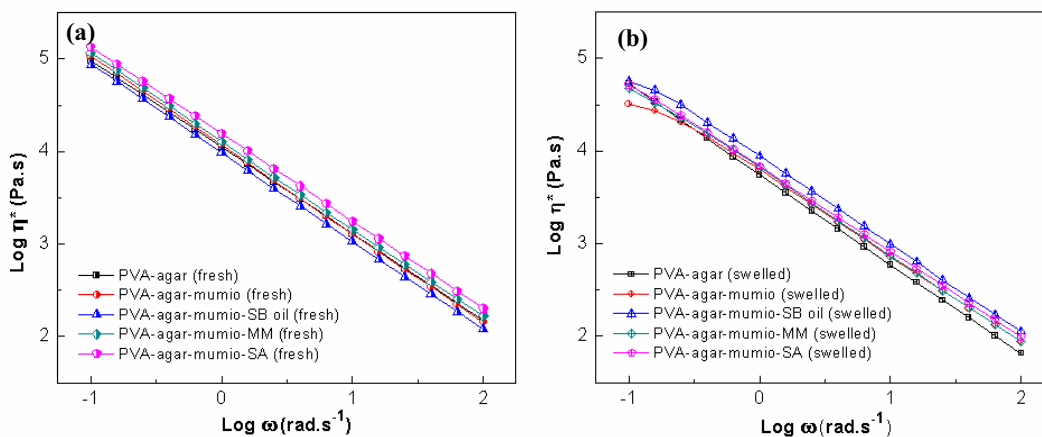 (a)
Log η* (Pa.s)
5
4
3
2
PVA-agar (fresh)
PVA-agar-mumio (fresh)
PVA-agar-mumio-SB oil (fresh)
PVA-agar-mumio-MM (fresh)
PVA-agar-mumio-SA (fresh)
-1 0 1 2
Log ω (rad.s⁻¹)
(b)
Log η* (Pa.s)
5
4
3
2
PVA-agar (swelled)
PVA-agar-mumio (swelled)
PVA-agar-mumio-SB oil (swelled)
PVA-agar-mumio-MM (swelled)
PVA-agar-mumio-SA (swelled)
-1 0 1 2
Log ω (rad.s⁻¹)